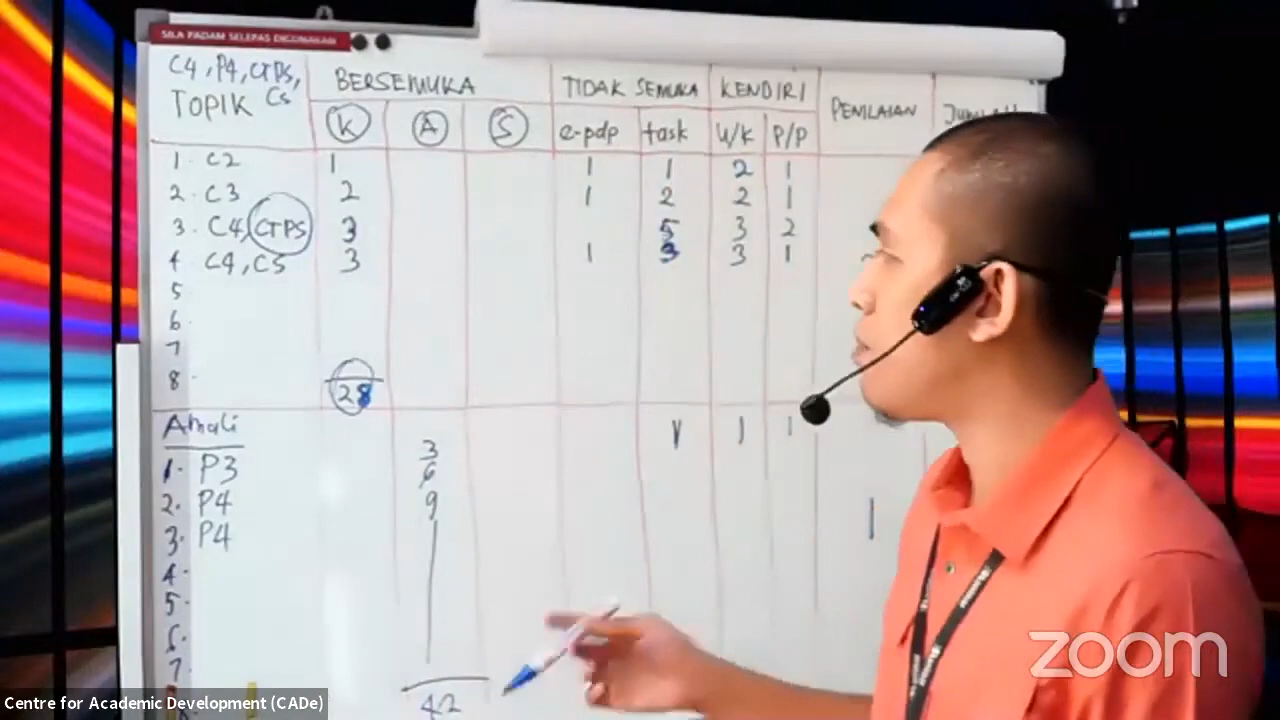 SILA PADAM SELEPAS DIGUNAKAN
C4, P4, CTPS, C5
TOPIK
BERSEMUKA
TIDAK SEMUKA
KENDIRI
PENILAIAN
K A S e-pdp task U/K P/P
1. C2 1 1 1 2 1
2. C3 2 1 2 2 1
3. C4, CTPS 3 5 3 2
4 C4, C5 3 1 3 3 1
5
6.
7
8.
28
Amali
1. P3 3
6
2. P4 9
3. P4
4.
5.
6.
7.
42
zoom
Centre for Academic Development (CADe)